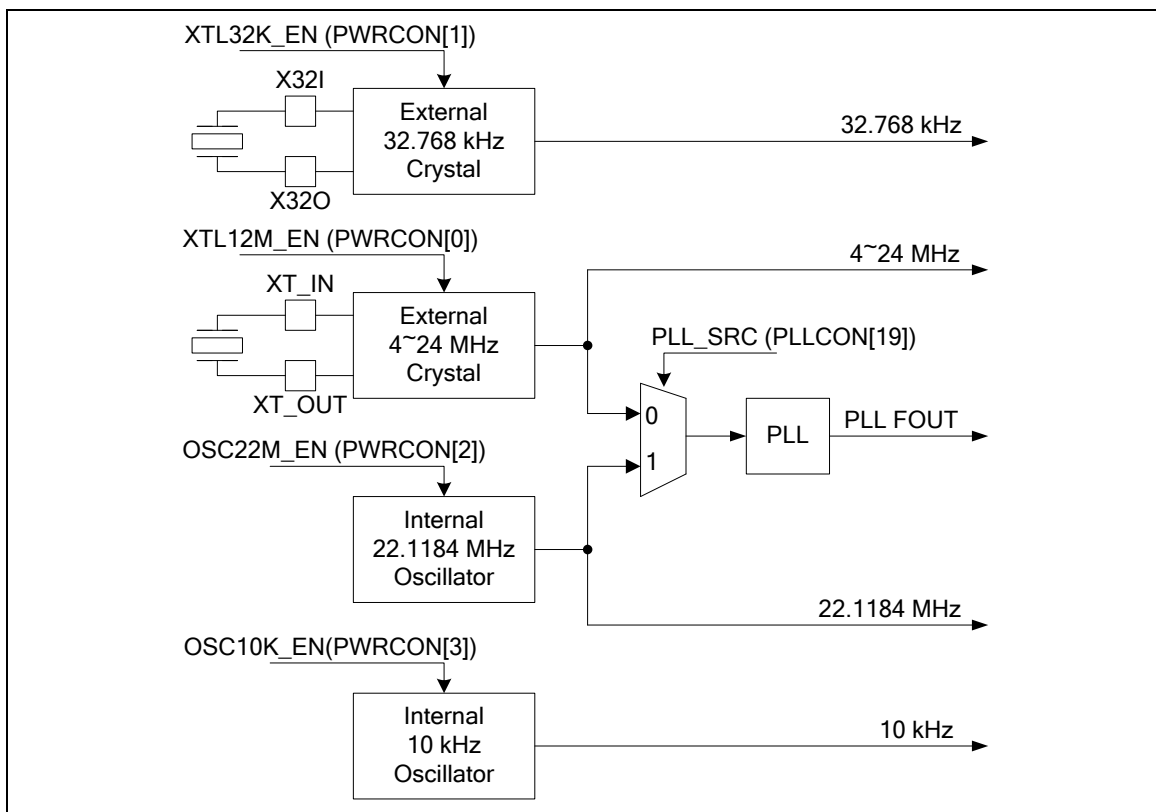 XTL32K_EN (PWRCON[1])
X32I
External
32.768 kHz
Crystal
32.768 kHz
X32O
XTL12M_EN (PWRCON[0])
4~24 MHz
XT_IN
External
4~24 MHz
Crystal
PLL_SRC (PLLCON[19])
XT_OUT
0
1
PLL
PLL FOUT
OSC22M_EN (PWRCON[2])
Internal
22.1184 MHz
Oscillator
22.1184 MHz
OSC10K_EN(PWRCON[3])
Internal
10 kHz
Oscillator
10 kHz